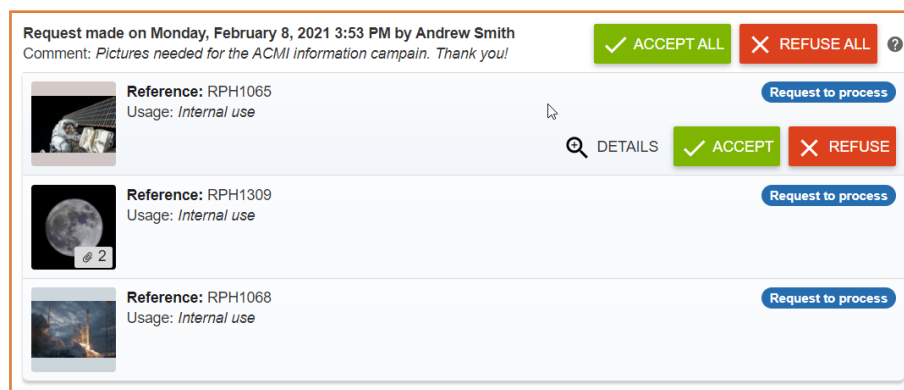 Request made on Monday, February 8, 2021 3:53 PM by Andrew Smith
Comment: Pictures needed for the ACMI information campain. Thank you!
ACCEPT ALL
REFUSE ALL
?
Reference: RPH1065
Usage: Internal use
Request to process
DETAILS
ACCEPT
REFUSE
Reference: RPH1309
Usage: Internal use
Request to process
2
Reference: RPH1068
Usage: Internal use
Request to process